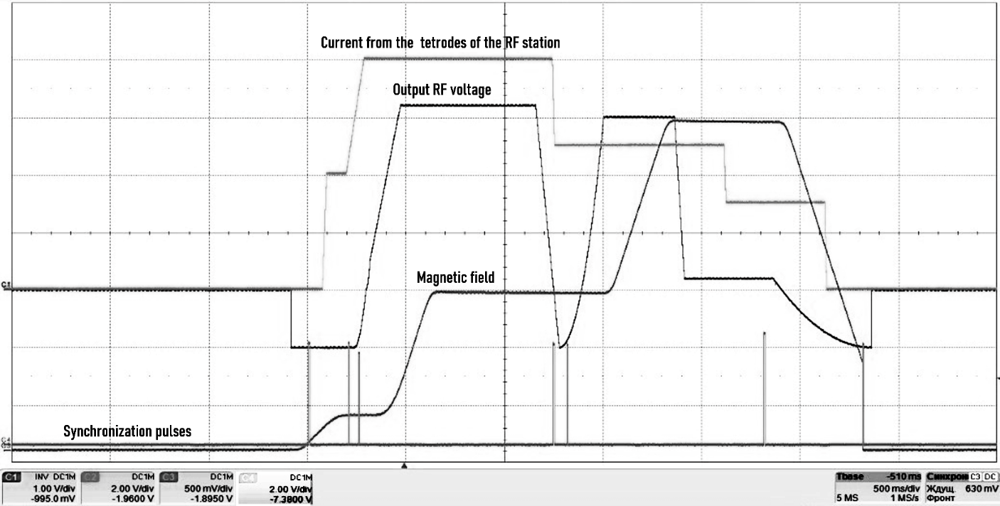 Current from the tetrodes of the RF station
Output RF voltage
Magnetic field
Synchronization pulses
C1
C1 INV DC1M
1.00 V/div
-995.0 mV
C2 DC1M
2.00 V/div
-1.9600 V
C3 DC1M
500 mV/div
-1.8950 V
C4 DC1M
2.00 V/div
-7.3800 V
Tbase -510 ms
500 ms/div
5 MS 1 MS/s
Синхрон C3 DC
Ждущ. 630 mV
Фронт